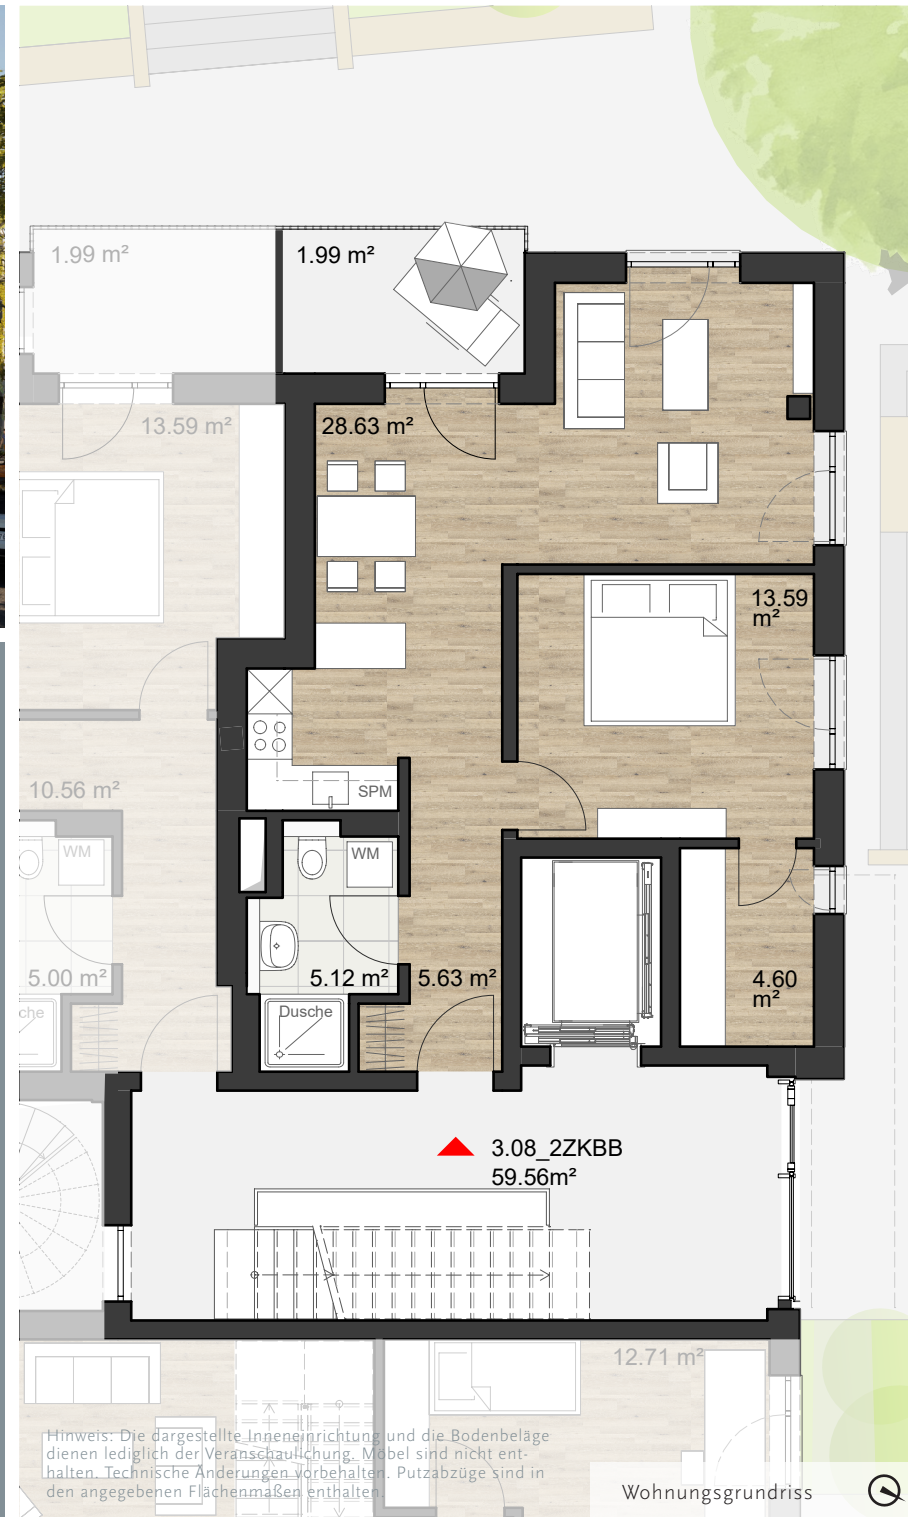 1.99 m²
1.99 m²
13.59 m²
28.63 m²
13.59
m²
10.56 m²
SPM
WM
WM
5.00 m²
5.12 m²
5.63 m²
4.60
m²
che
Dusche
3.08_2ZKBB
59.56m²
12.71 m²
Hinweis: Die dargestellte Inneneinrichtung und die Bodenbeläge
dienen lediglich der Veranschaulichung. Möbel sind nicht ent-
halten. Technische Änderungen vorbehalten. Putzabzüge sind in
den angegebenen Flächenmaßen enthalten.
Wohnungsgrundriss